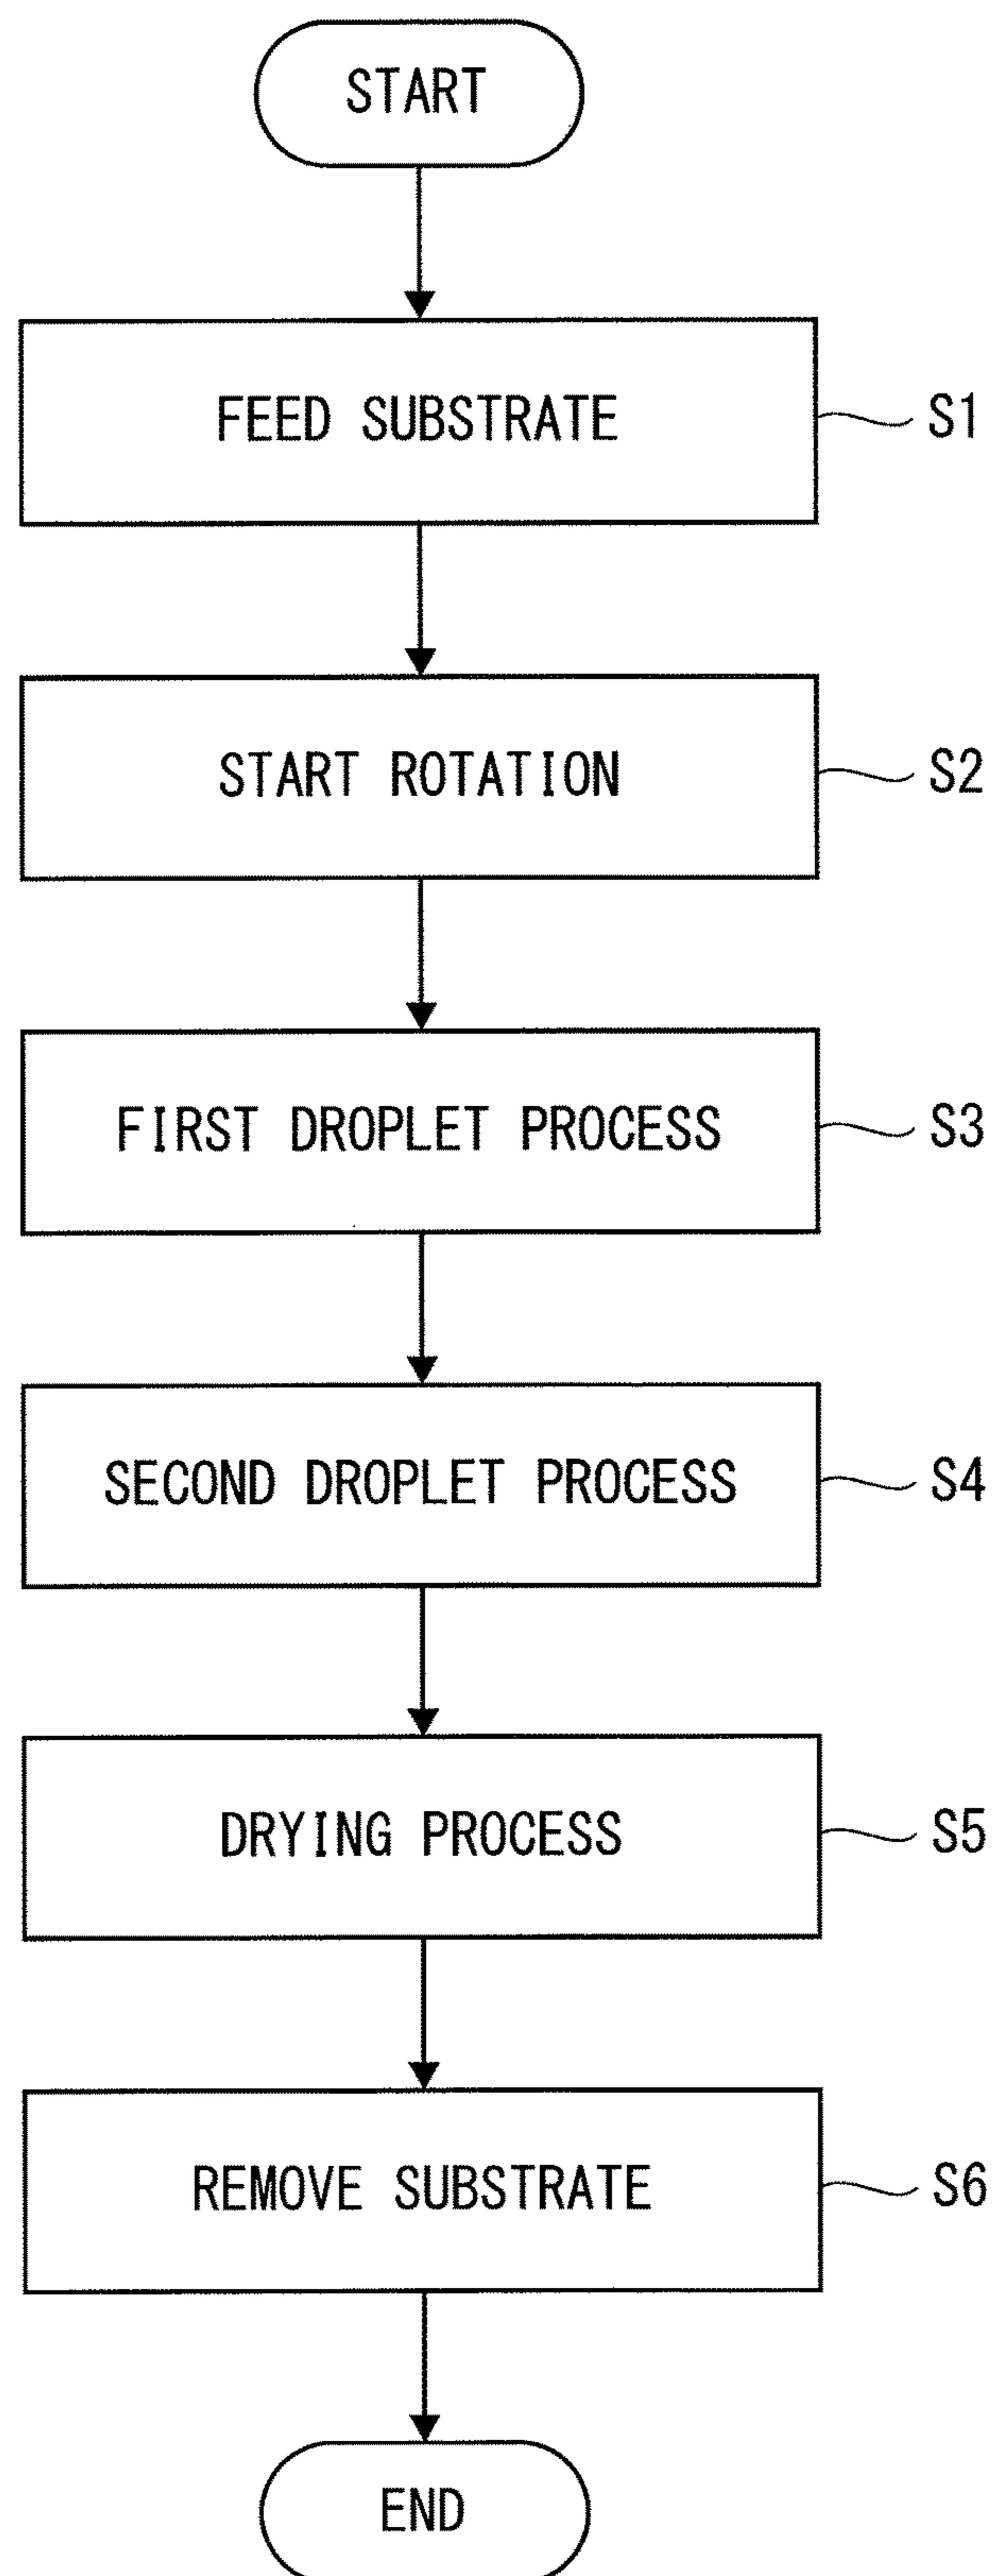 START
FEED SUBSTRATE S1
START ROTATION S2
FIRST DROPLET PROCESS S3
SECOND DROPLET PROCESS S4
DRYING PROCESS S5
REMOVE SUBSTRATE S6
END